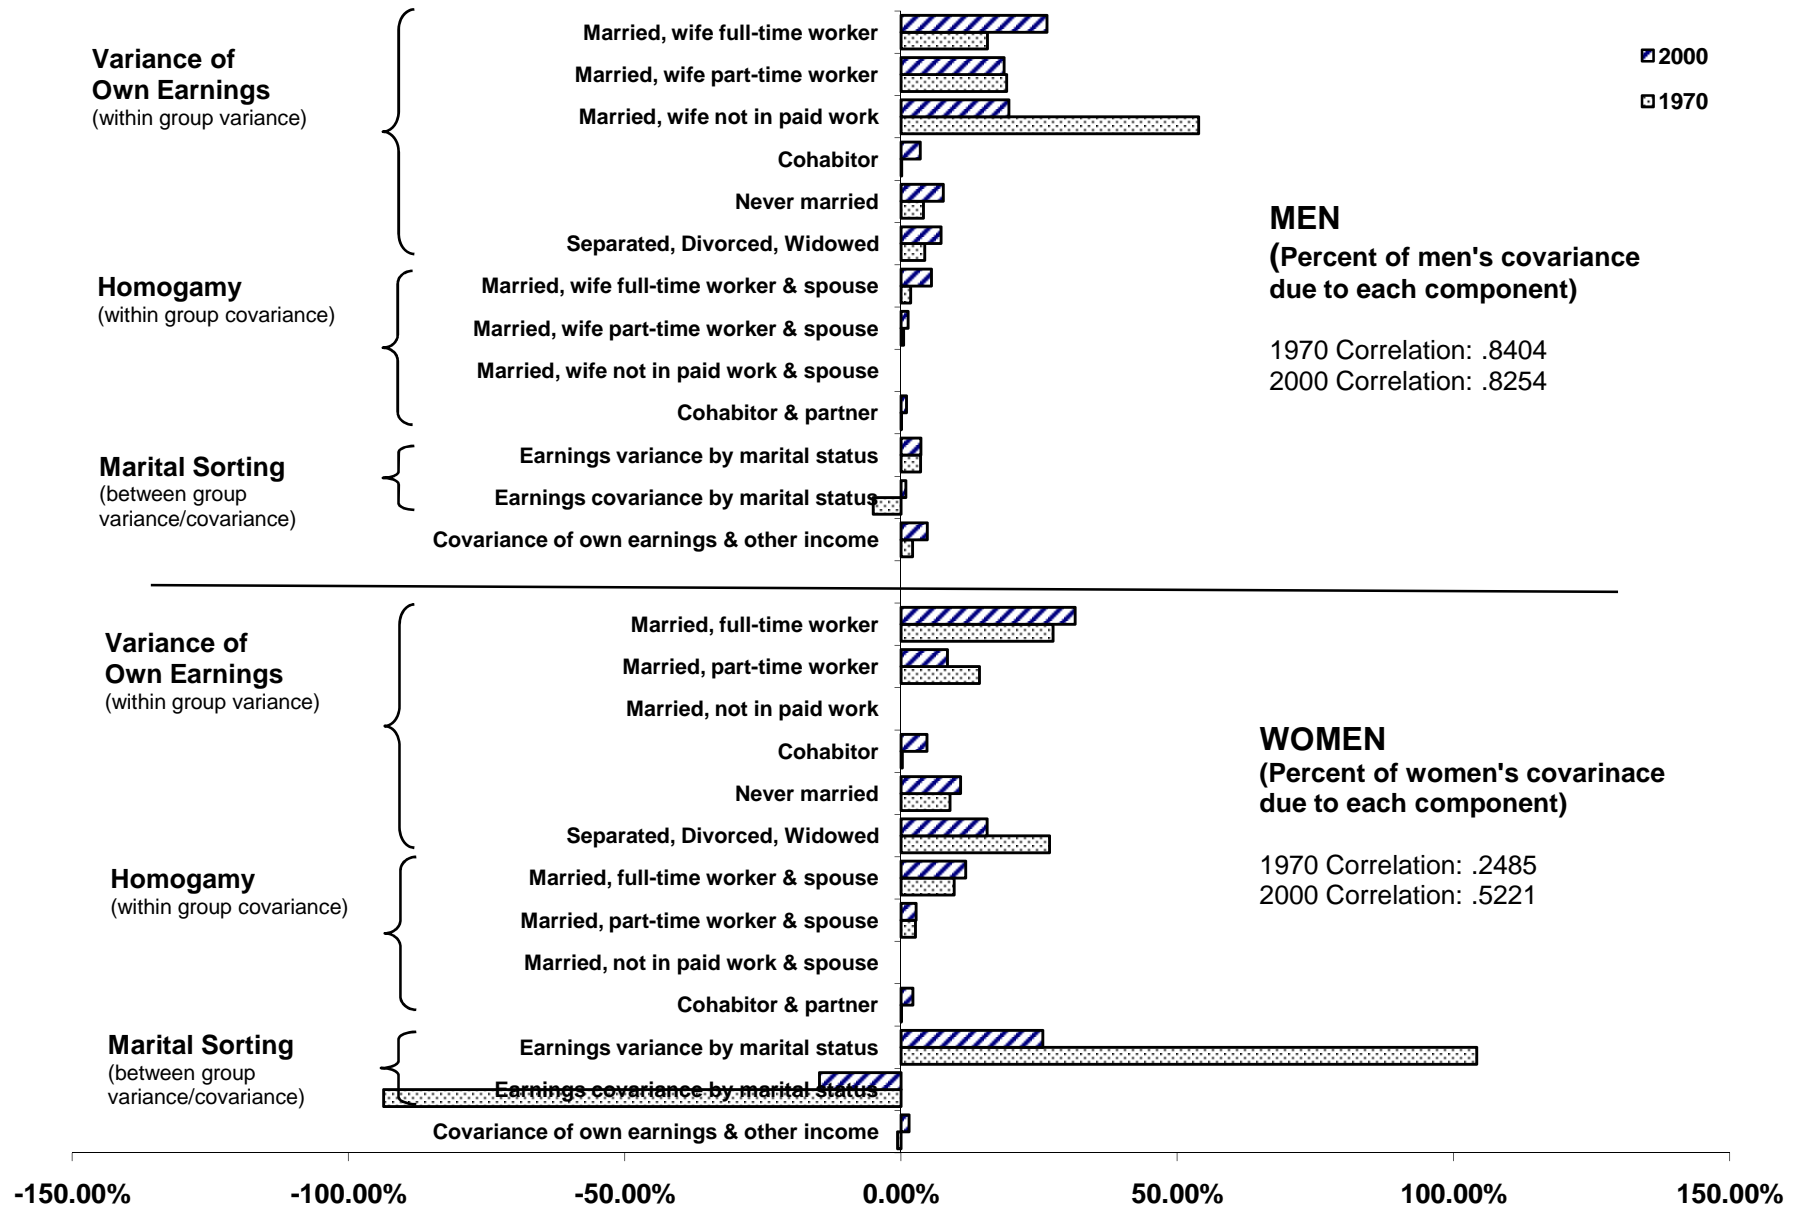 2000
1970
Variance of
Own Earnings
(within group variance)
Married, wife full-time worker
Married, wife part-time worker
Married, wife not in paid work
Cohabitor
Never married
Separated, Divorced, Widowed
Homogamy
(within group covariance)
Married, wife full-time worker & spouse
Married, wife part-time worker & spouse
Married, wife not in paid work & spouse
Cohabitor & partner
Marital Sorting
(between group
variance/covariance)
Earnings variance by marital status
Earnings covariance by marital status
Covariance of own earnings & other income
MEN
(Percent of men's covariance
due to each component)
1970 Correlation: .8404
2000 Correlation: .8254
Variance of
Own Earnings
(within group variance)
Married, full-time worker
Married, part-time worker
Married, not in paid work
Cohabitor
Never married
Separated, Divorced, Widowed
Homogamy
(within group covariance)
Married, full-time worker & spouse
Married, part-time worker & spouse
Married, not in paid work & spouse
Cohabitor & partner
Marital Sorting
(between group
variance/covariance)
Earnings variance by marital status
Earnings covariance by marital status
Covariance of own earnings & other income
WOMEN
(Percent of women's covarinace
due to each component)
1970 Correlation: .2485
2000 Correlation: .5221
-150.00% -100.00% -50.00% 0.00% 50.00% 100.00% 150.00%